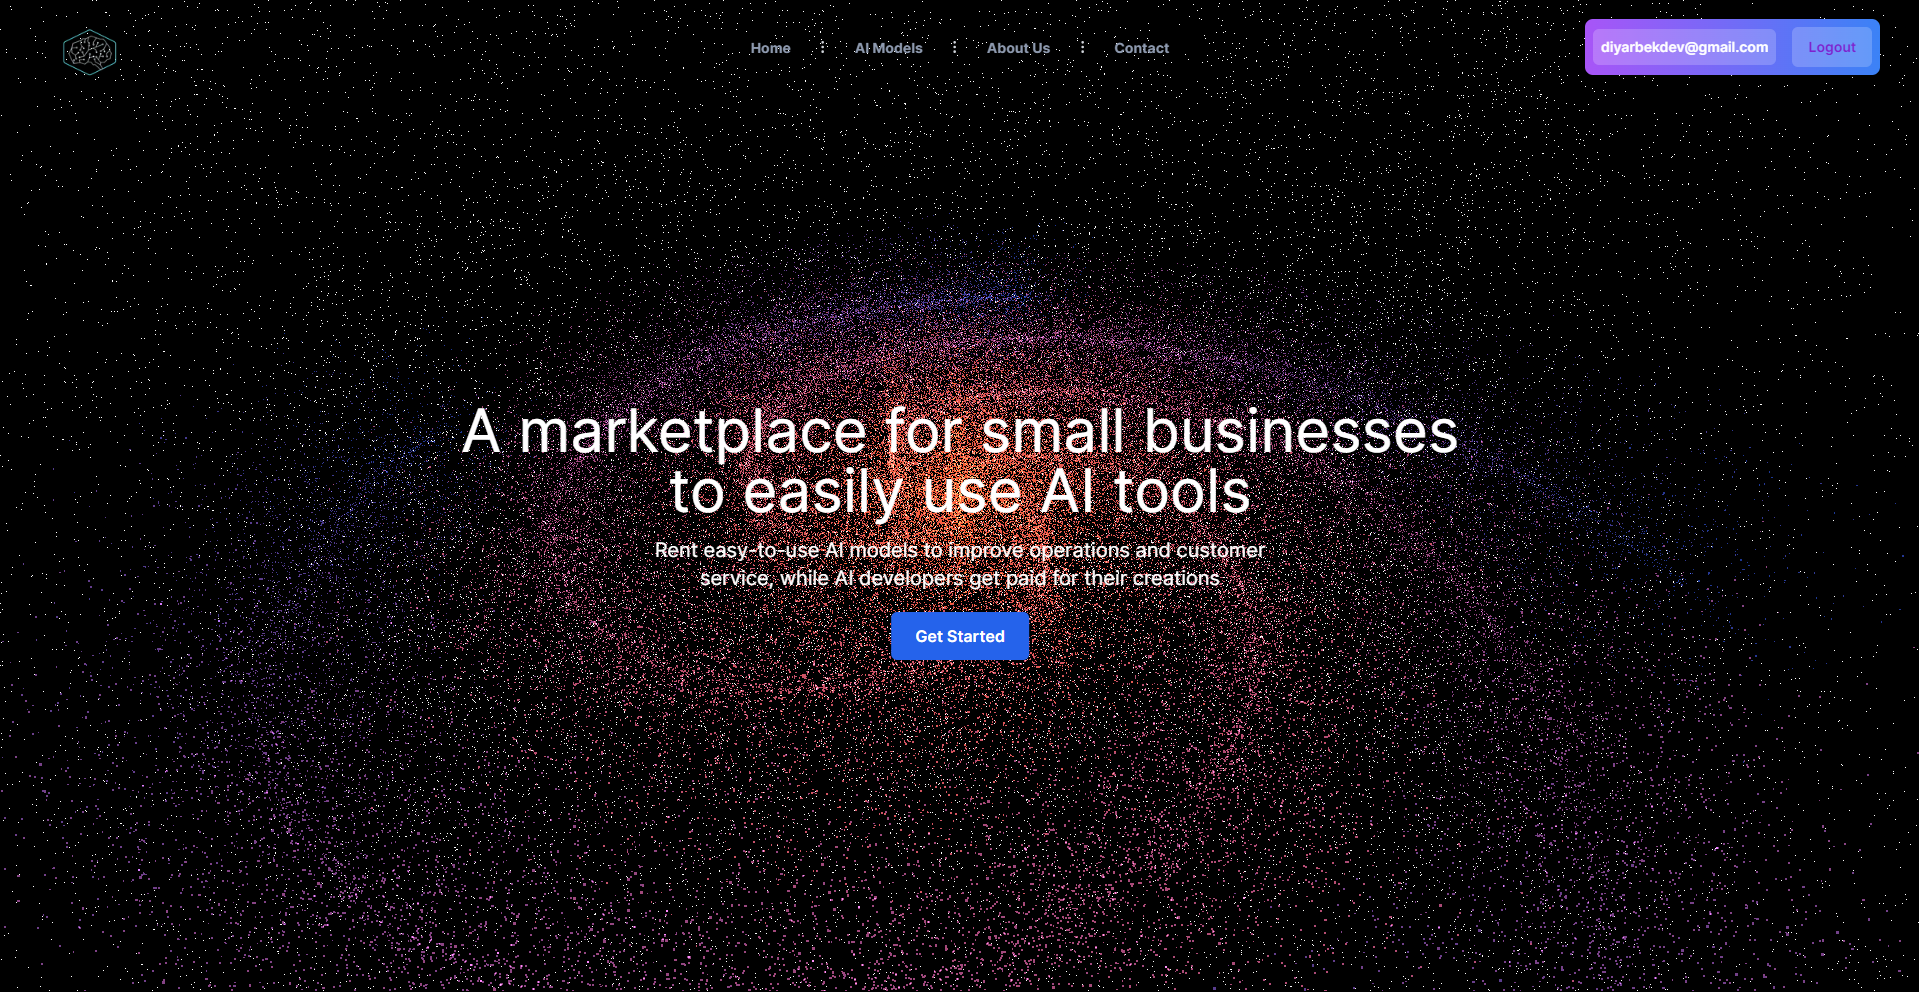 Home
AI Models
About Us
Contact
diyarbekdev@gmail.com
Logout
A marketplace for small businesses
to easily use AI tools
Rent easy-to-use AI models to improve operations and customer
service, while AI developers get paid for their creations
Get Started